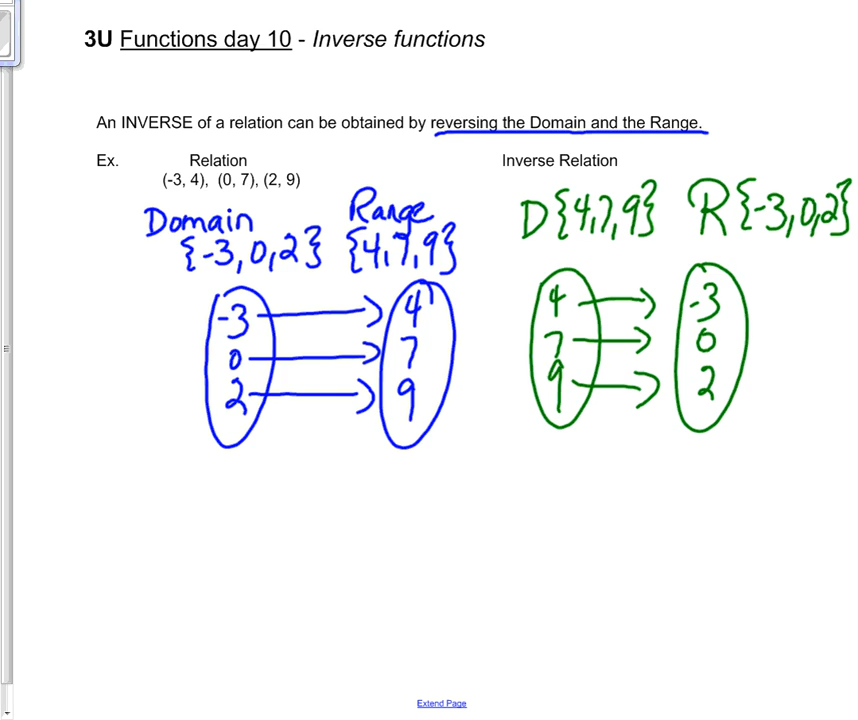 3U Functions day 10 - Inverse functions
An INVERSE of a relation can be obtained by reversing the Domain and the Range.
Ex. Relation Inverse Relation
(-3, 4), (0, 7), (2, 9)
Domain Range
{-3,0,2} {4,7,9}
D{4,7,9} R{-3,0,2}
-3 4
0 7
2 9
4 -3
7 0
9 2
Extend Page